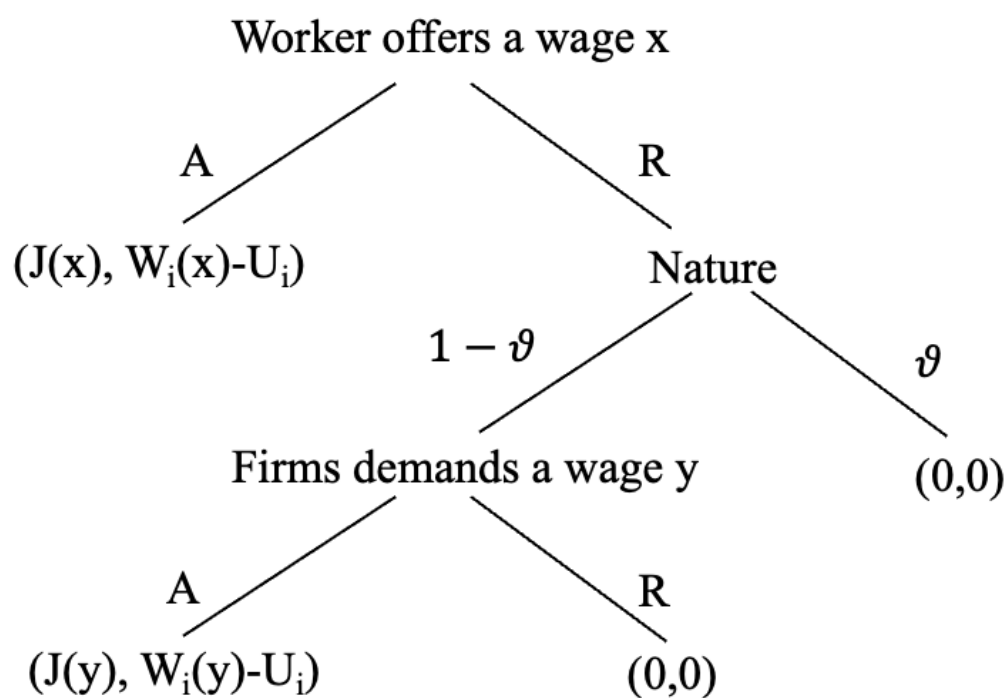 Worker offers a wage x
A
R
(J(x), Wᵢ(x)-Uᵢ)
Nature
1 − ϑ
ϑ
Firms demands a wage y
(0,0)
A
R
(J(y), Wᵢ(y)-Uᵢ)
(0,0)